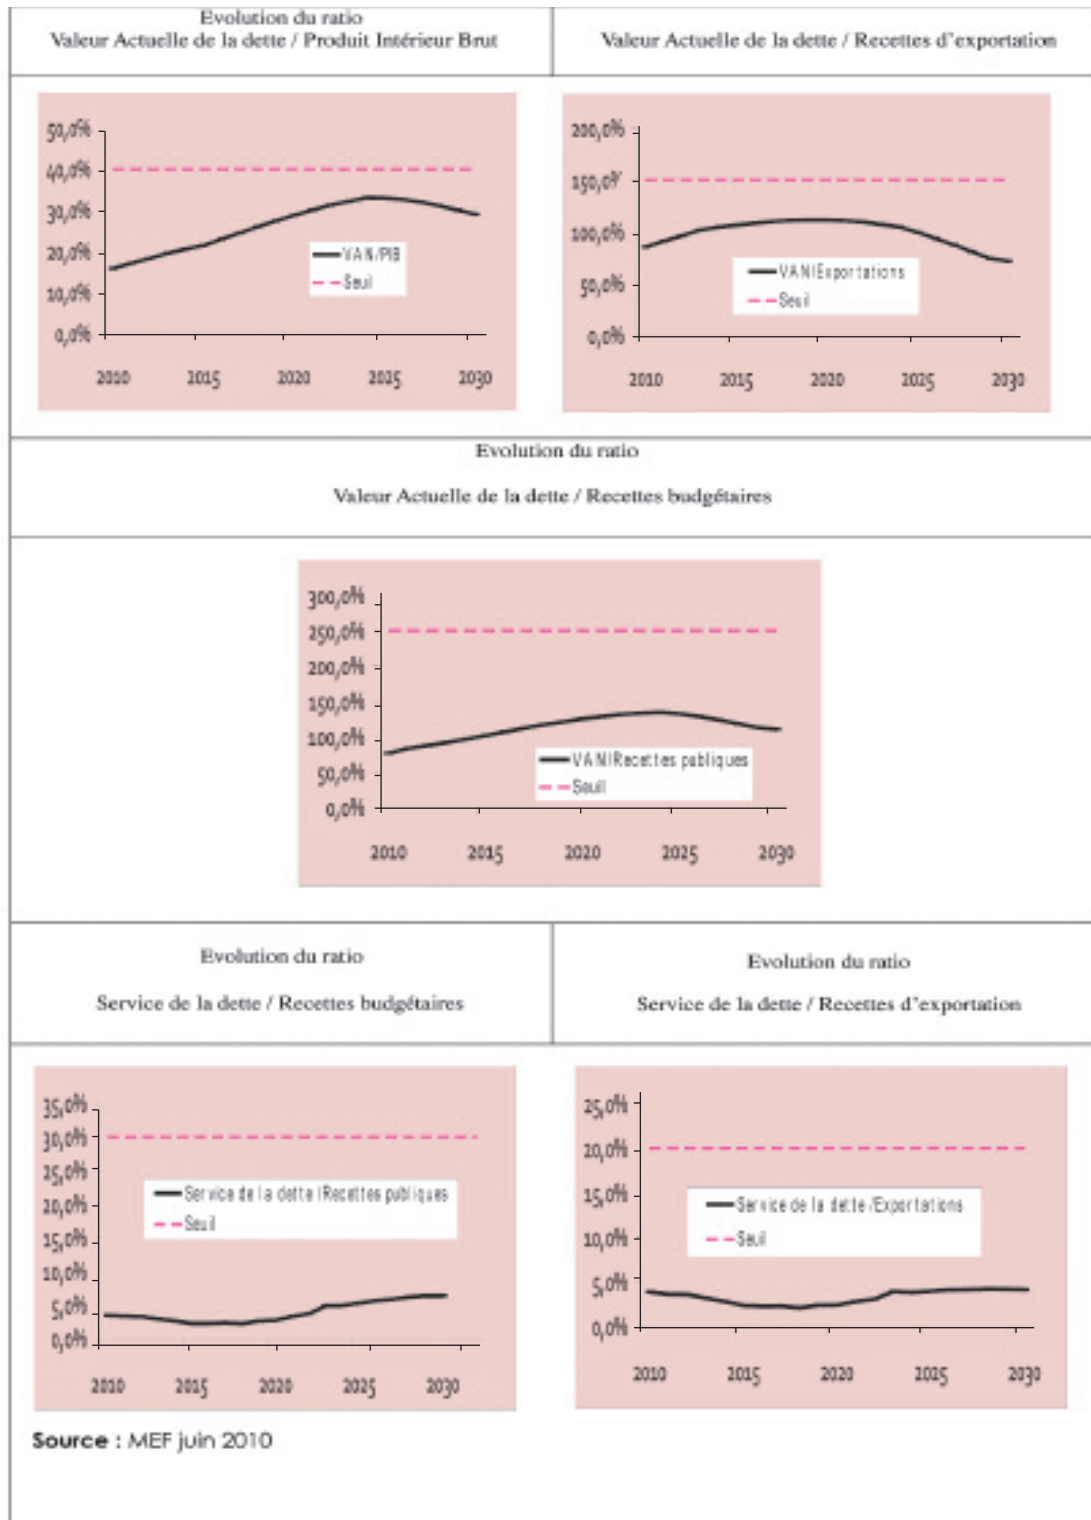 Evolution du ratio
Valeur Actuelle de la dette / Produit Intérieur Brut
Valeur Actuelle de la dette / Recettes d'exportation
50,0%
40,0%
30,0%
20,0%
10,0%
0,0%
VAN/PIB
Seuil
2010 2015 2020 2025 2030
200,0%
150,0%
100,0%
50,0%
0,0%
VAN/Exportations
Seuil
2010 2015 2020 2025 2030
Evolution du ratio
Valeur Actuelle de la dette / Recettes budgétaires
300,0%
250,0%
200,0%
150,0%
100,0%
50,0%
0,0%
VAN/Recettes publiques
Seuil
2010 2015 2020 2025 2030
Evolution du ratio
Service de la dette / Recettes budgétaires
Evolution du ratio
Service de la dette / Recettes d'exportation
35,0%
30,0%
25,0%
20,0%
15,0%
10,0%
5,0%
0,0%
Service de la dette /Recettes publiques
Seuil
2010 2015 2020 2025 2030
25,0%
20,0%
15,0%
10,0%
5,0%
0,0%
Service de la dette /Exportations
Seuil
2010 2015 2020 2025 2030
Source : MEF juin 2010